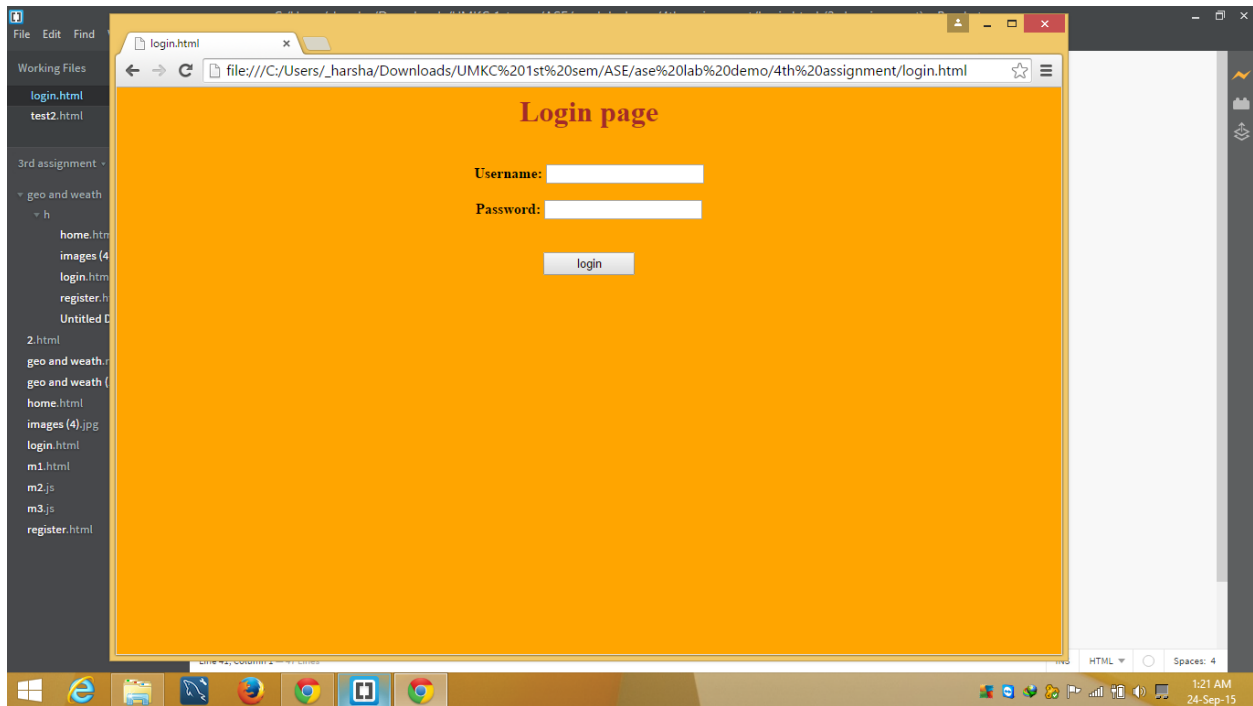 File Edit Find
login.html
file:///C:/Users/_harsha/Downloads/UMKC%201st%20sem/ASE/ase%20lab%20demo/4th%20assignment/login.html
Working Files
login.html
test2.html
3rd assignment
geo and weath
h
home.htm
images (4
login.htm
register.h
Untitled D
2.html
geo and weath.
geo and weath (
home.html
images (4).jpg
login.html
m1.html
m2.js
m3.js
register.html
Login page
Username:
Password:
login
HTML
Spaces: 4
1:21 AM
24-Sep-15